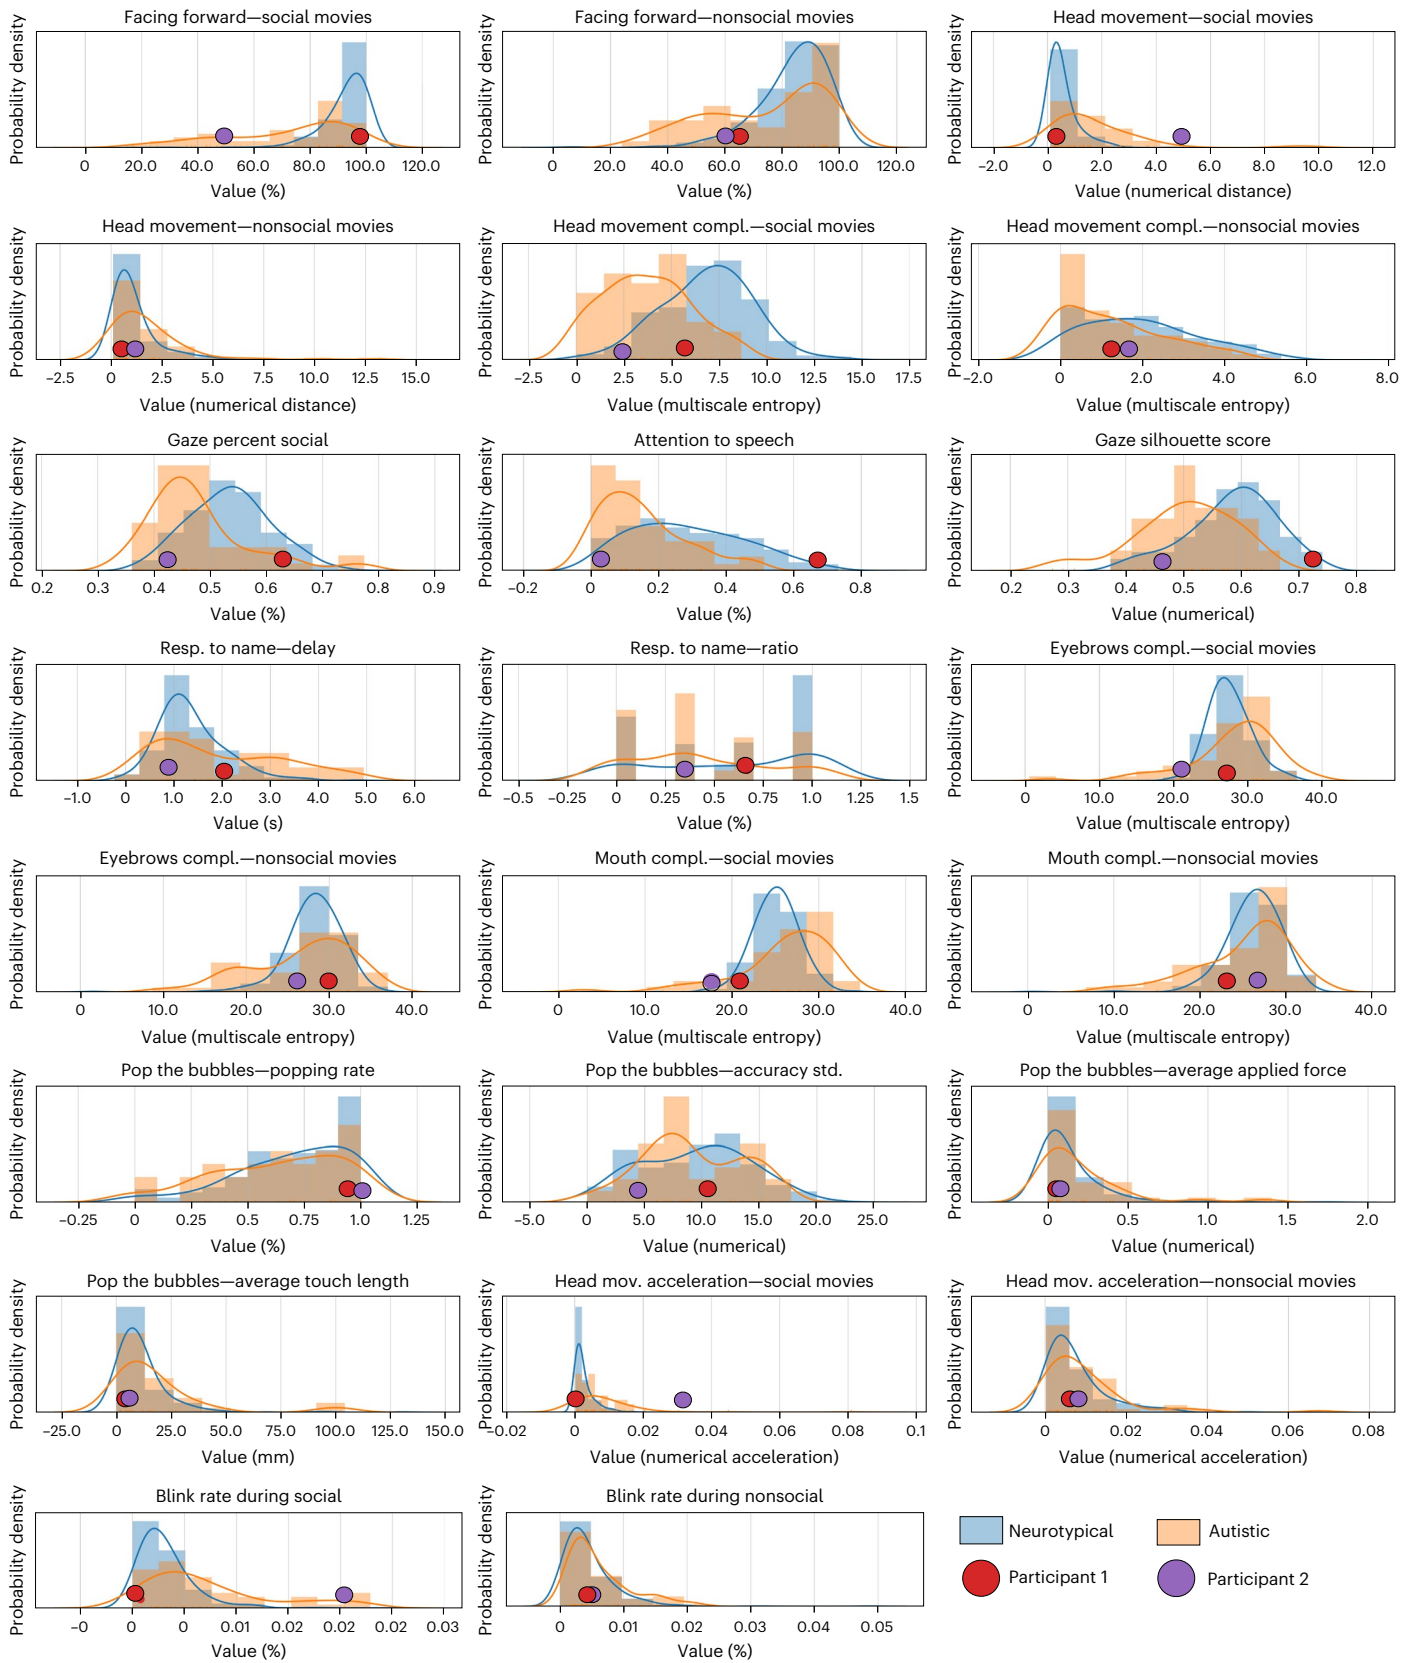 Facing forward—social movies
Probability density
0 20.0 40.0 60.0 80.0 100.0 120.0
Value (%)
Facing forward—nonsocial movies
Probability density
0 20.0 40.0 60.0 80.0 100.0 120.0
Value (%)
Head movement—social movies
Probability density
−2.0 0 2.0 4.0 6.0 8.0 10.0 12.0
Value (numerical distance)
Head movement—nonsocial movies
Probability density
−2.5 0 2.5 5.0 7.5 10.0 12.5 15.0
Value (numerical distance)
Head movement compl.—social movies
Probability density
−2.5 0 2.5 5.0 7.5 10.0 12.5 15.0 17.5
Value (multiscale entropy)
Head movement compl.—nonsocial movies
Probability density
−2.0 0 2.0 4.0 6.0 8.0
Value (multiscale entropy)
Gaze percent social
Probability density
0.2 0.3 0.4 0.5 0.6 0.7 0.8 0.9
Value (%)
Attention to speech
Probability density
−0.2 0 0.2 0.4 0.6 0.8
Value (%)
Gaze silhouette score
Probability density
0.2 0.3 0.4 0.5 0.6 0.7 0.8
Value (numerical)
Resp. to name—delay
Probability density
−1.0 0 1.0 2.0 3.0 4.0 5.0 6.0
Value (s)
Resp. to name—ratio
Probability density
−0.5 −0.25 0 0.25 0.5 0.75 1.0 1.25 1.5
Value (%)
Eyebrows compl.—social movies
Probability density
0 10.0 20.0 30.0 40.0
Value (multiscale entropy)
Eyebrows compl.—nonsocial movies
Probability density
0 10.0 20.0 30.0 40.0
Value (multiscale entropy)
Mouth compl.—social movies
Probability density
0 10.0 20.0 30.0 40.0
Value (multiscale entropy)
Mouth compl.—nonsocial movies
Probability density
0 10.0 20.0 30.0 40.0
Value (multiscale entropy)
Pop the bubbles—popping rate
Probability density
−0.25 0 0.25 0.5 0.75 1.0 1.25
Value (%)
Pop the bubbles—accuracy std.
Probability density
−5.0 0 5.0 10.0 15.0 20.0 25.0
Value (numerical)
Pop the bubbles—average applied force
Probability density
0 0.5 1.0 1.5 2.0
Value (numerical)
Pop the bubbles—average touch length
Probability density
−25.0 0 25.0 50.0 75.0 100.0 125.0 150.0
Value (mm)
Head mov. acceleration—social movies
Probability density
−0.02 0 0.02 0.04 0.06 0.08 0.1
Value (numerical acceleration)
Head mov. acceleration—nonsocial movies
Probability density
0 0.02 0.04 0.06 0.08
Value (numerical acceleration)
Blink rate during social
Probability density
−0 0 0 0.01 0.01 0.02 0.02 0.03
Value (%)
Blink rate during nonsocial
Probability density
0 0.01 0.02 0.03 0.04 0.05
Value (%)
Neurotypical
Autistic
Participant 1
Participant 2